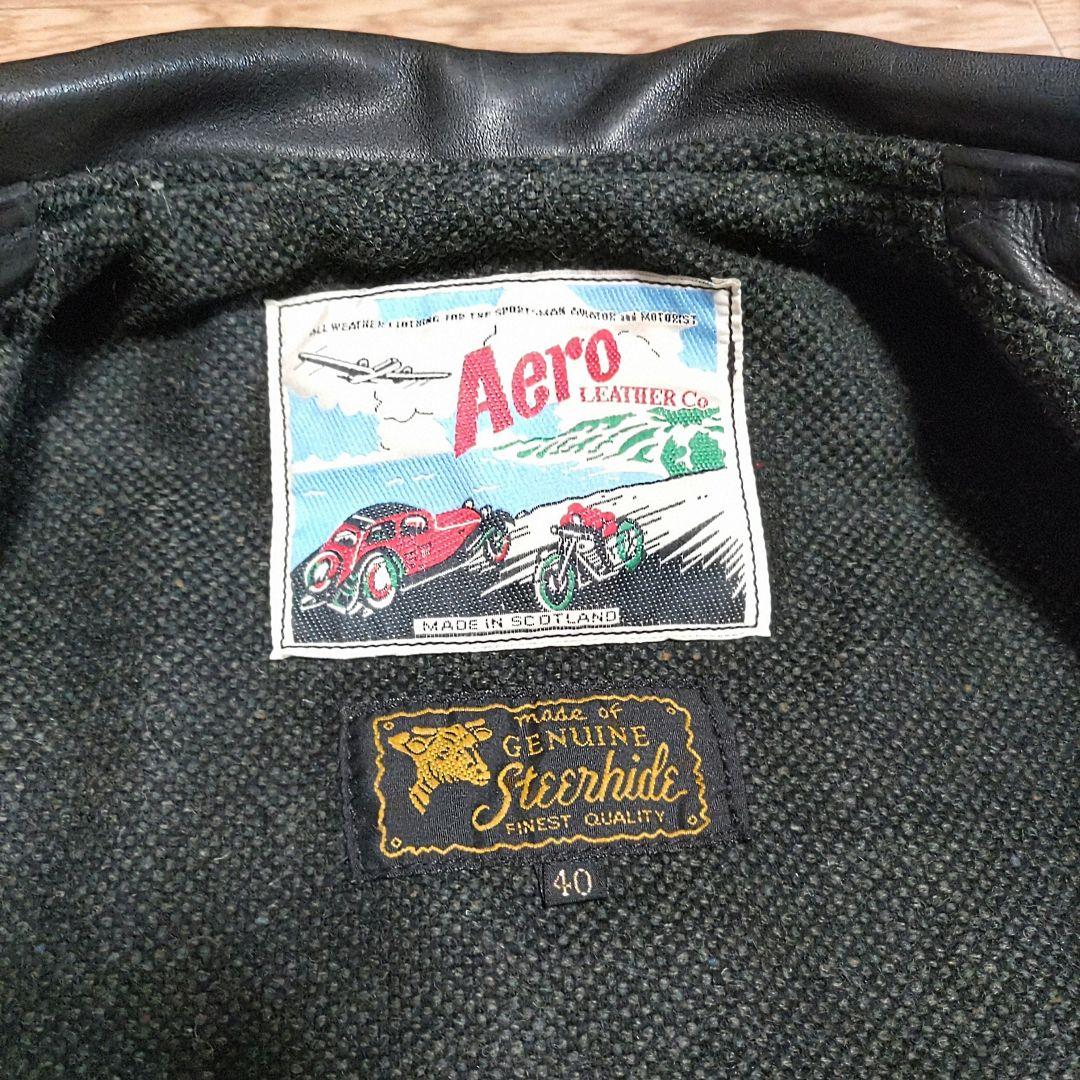 ALL WEATHER CLOTHING FOR THE SPORTSMAN AVIATOR and MOTORIST
Aero
LEATHER Co
MADE IN SCOTLAND
made of
GENUINE
Steerhide
FINEST QUALITY
40